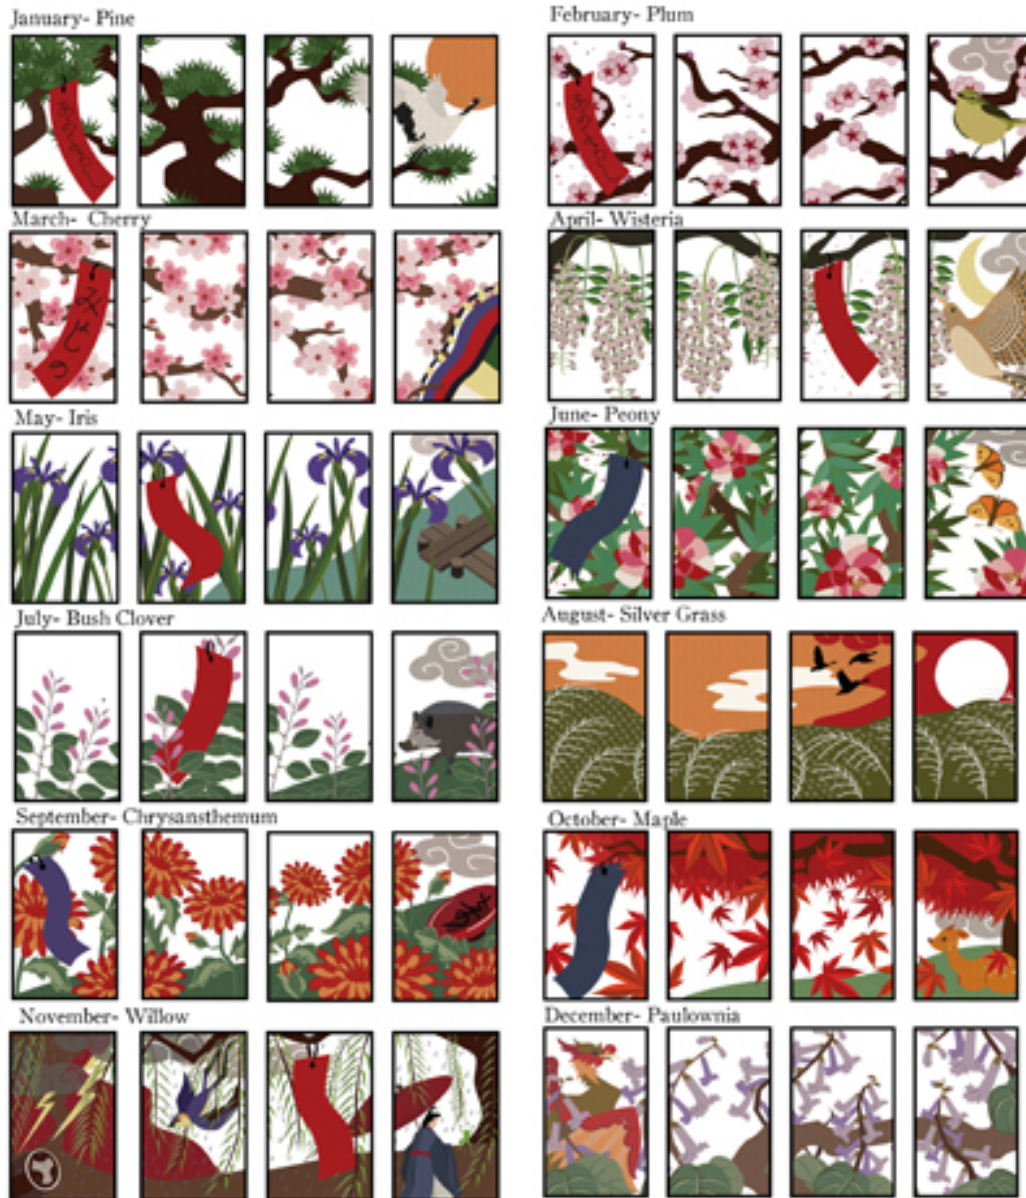 January- Pine
February- Plum
March- Cherry
April- Wisteria
May- Iris
June- Peony
July- Bush Clover
August- Silver Grass
September- Chrysansthemum
October- Maple
November- Willow
December- Paulownia